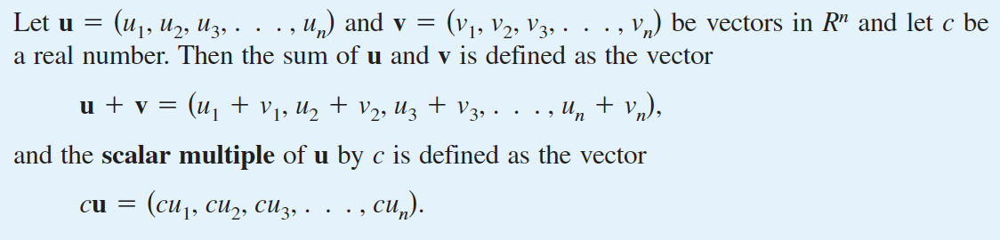 Let u = (u₁, u₂, u₃, . . . , uₙ) and v = (v₁, v₂, v₃, . . . , vₙ) be vectors in Rⁿ and let c be
a real number. Then the sum of u and v is defined as the vector
u + v = (u₁ + v₁, u₂ + v₂, u₃ + v₃, . . . , uₙ + vₙ),
and the scalar multiple of u by c is defined as the vector
cu = (cu₁, cu₂, cu₃, . . . , cuₙ).